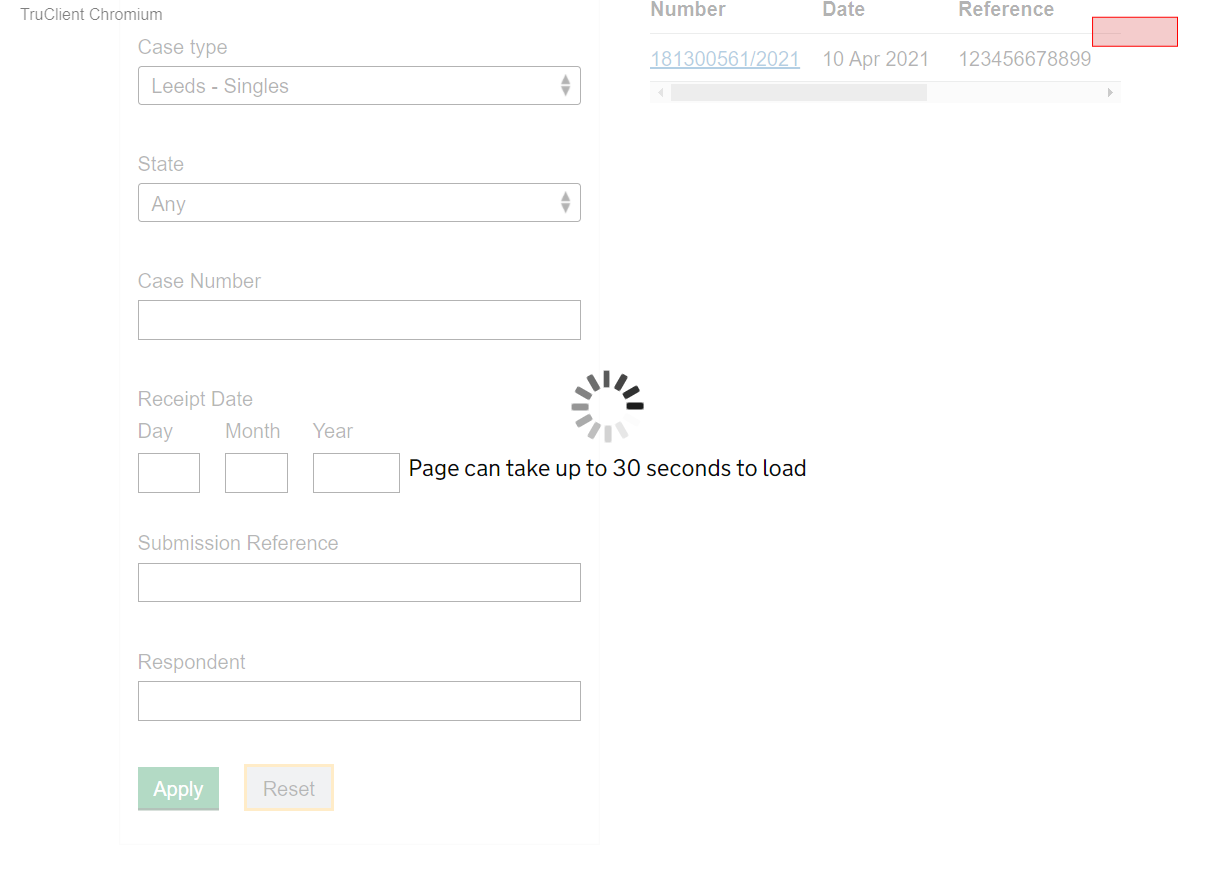 TruClient Chromium
Number Date Reference
181300561/2021 10 Apr 2021 123456678899
Case type
Leeds - Singles
State
Any
Case Number
Receipt Date
Day Month Year
Page can take up to 30 seconds to load
Submission Reference
Respondent
Apply Reset